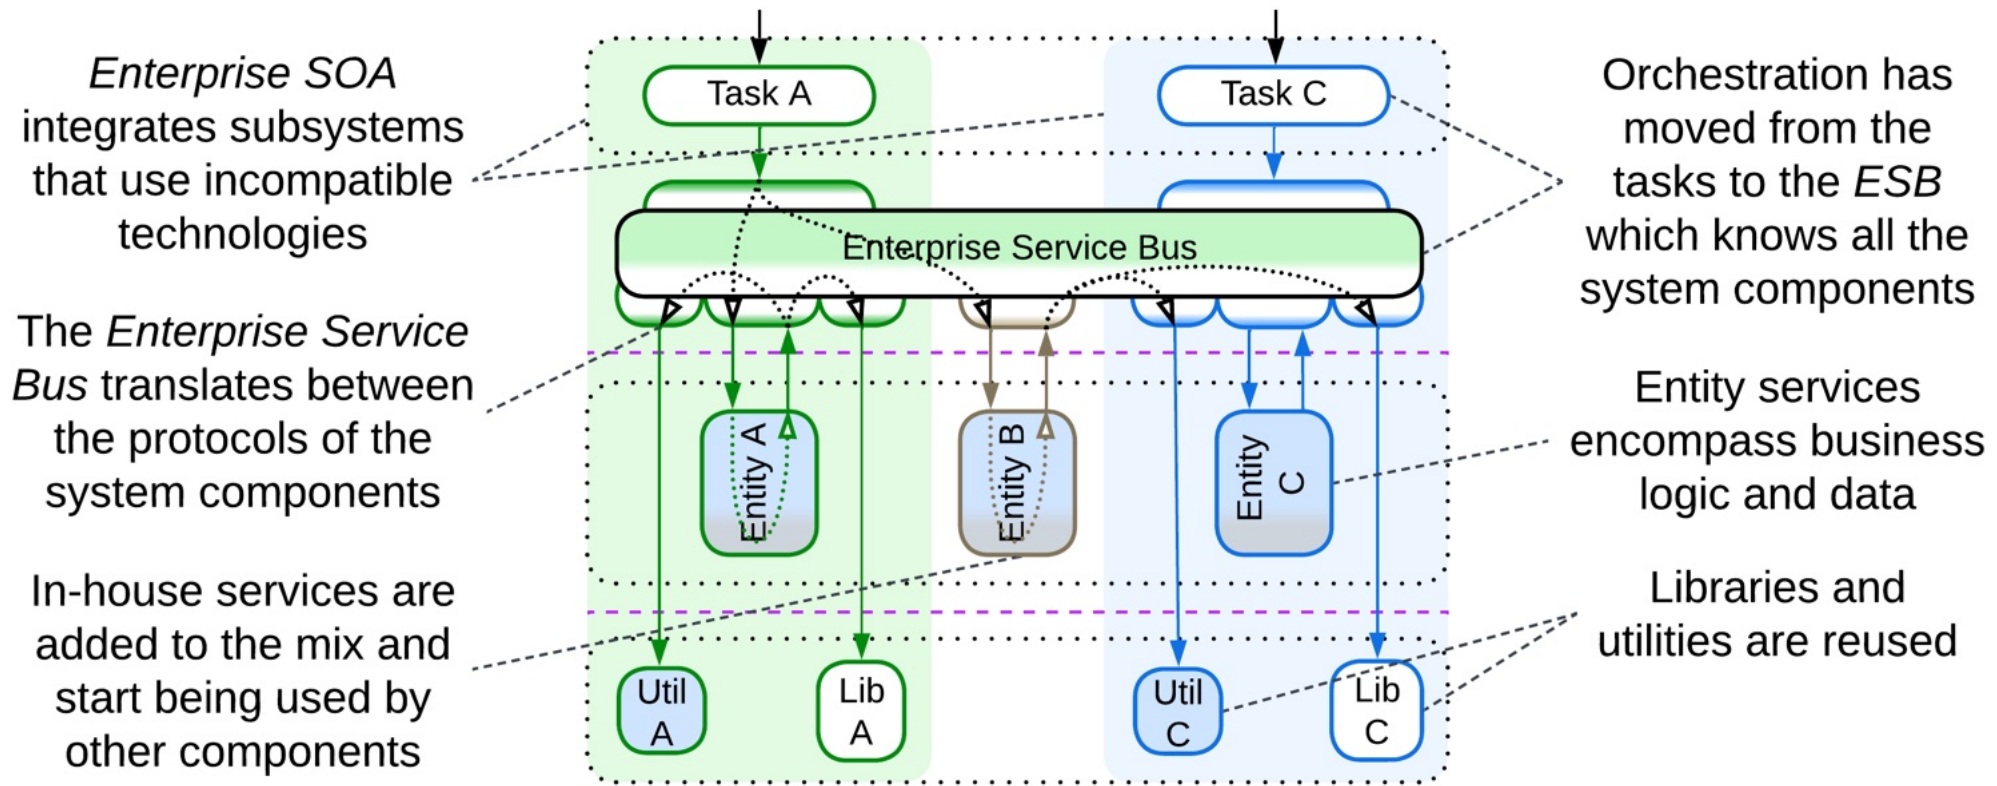 Enterprise SOA
integrates subsystems
that use incompatible
technologies
The Enterprise Service
Bus translates between
the protocols of the
system components
In-house services are
added to the mix and
start being used by
other components
Task A
Task C
Enterprise Service Bus
Entity A
Entity B
Entity
C
Util
A
Lib
A
Util
C
Lib
C
Orchestration has
moved from the
tasks to the ESB
which knows all the
system components
Entity services
encompass business
logic and data
Libraries and
utilities are reused